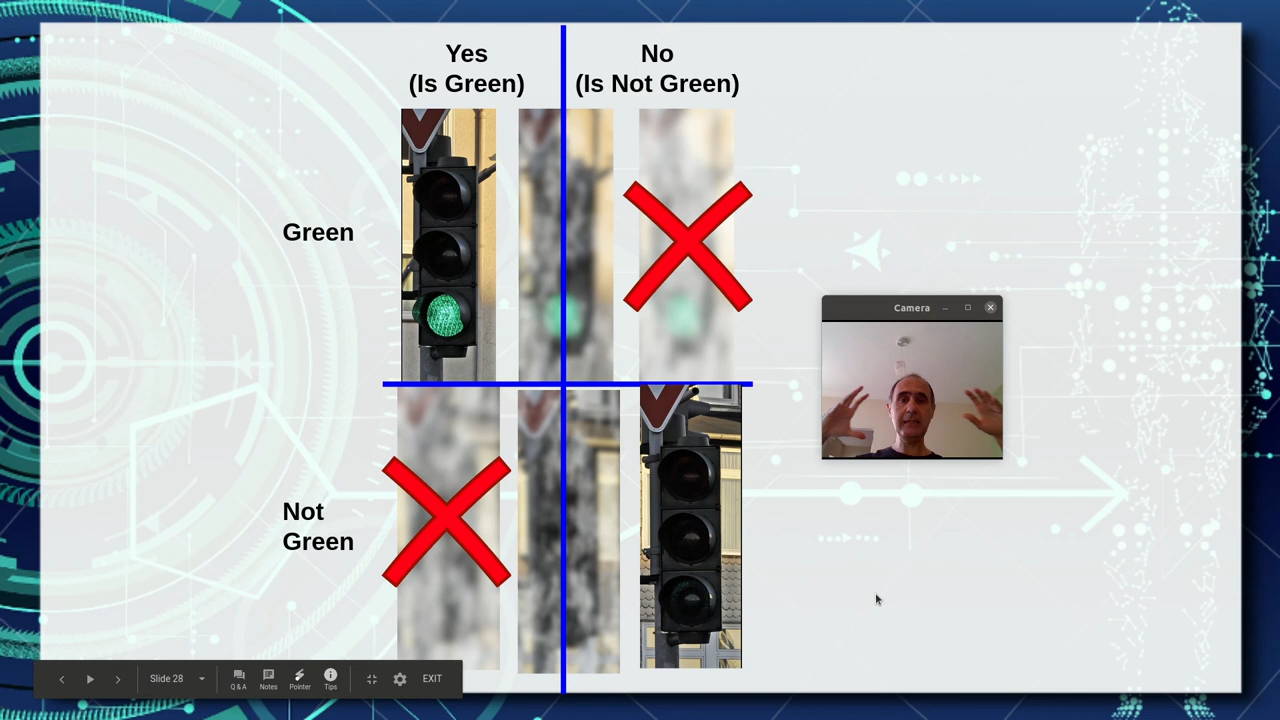 Yes
(Is Green)
No
(Is Not Green)
Green
Camera
Not
Green
Slide 28
Q & A
Notes
Pointer
Tips
EXIT